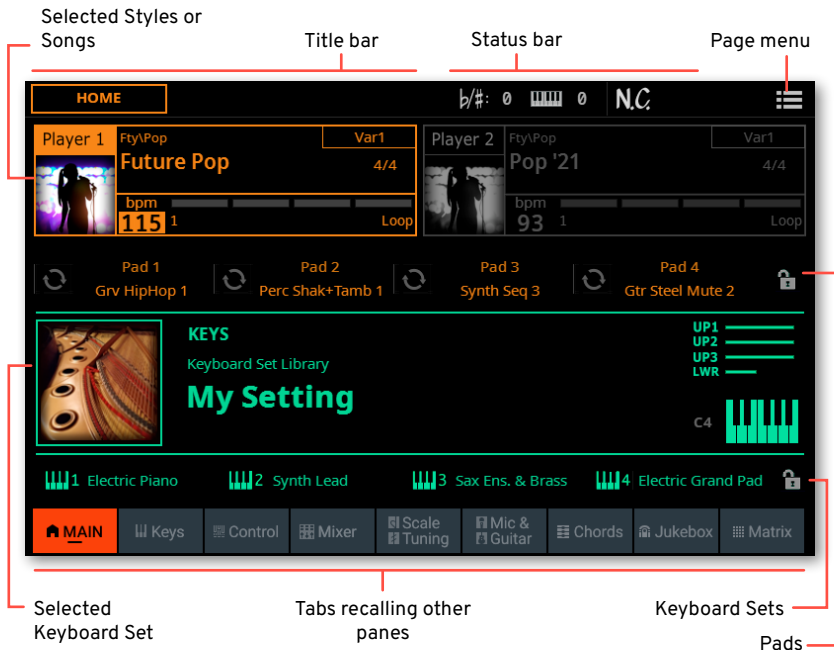 Selected Styles or
Songs
Title bar
Status bar
Page menu
HOME
♭/#: 0 0 N.C.
Player 1 Fty\Pop Var1
Future Pop
4/4
bpm
115 1 Loop
Player 2 Fty\Pop Var1
Pop '21
4/4
bpm
93 1 Loop
Pad 1
Grv HipHop 1
Pad 2
Perc Shak+Tamb 1
Pad 3
Synth Seq 3
Pad 4
Gtr Steel Mute 2
KEYS
Keyboard Set Library
My Setting
UP1
UP2
UP3
LWR
C4
1 Electric Piano
2 Synth Lead
3 Sax Ens. & Brass
4 Electric Grand Pad
MAIN
Keys
Control
Mixer
Scale
Tuning
Mic &
Guitar
Chords
Jukebox
Matrix
Selected
Keyboard Set
Tabs recalling other
panes
Keyboard Sets
Pads